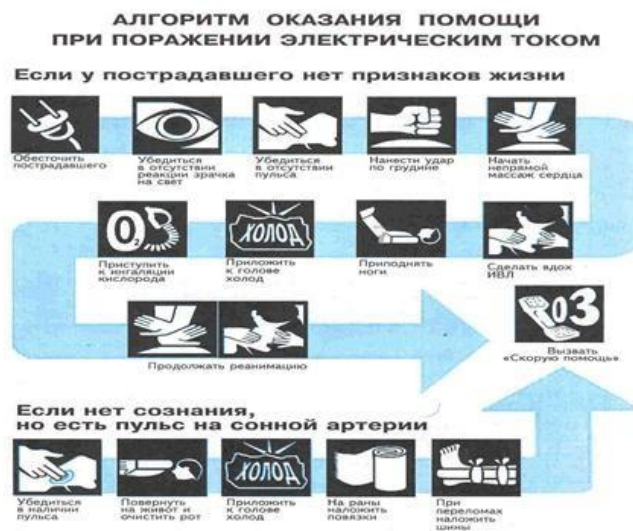 АЛГОРИТМ ОКАЗАНИЯ ПОМОЩИ
ПРИ ПОРАЖЕНИИ ЭЛЕКТРИЧЕСКИМ ТОКОМ
Если у пострадавшего нет признаков жизни
Обесточить
пострадавшего
Убедиться
в отсутствии
реакции зрачка
на свет
Убедиться
в отсутствии
пульса
Нанести удар
по грудине
Начать
непрямой
массаж сердца
O2
Приступить
к ингаляции
кислорода
ХОЛОД
Приложить
к голове
холод
Приподнять
ноги
Сделать вдох
ИВЛ
Продолжать реанимацию
03
Вызвать
«Скорую помощь»
Если нет сознания,
но есть пульс на сонной артерии
Убедиться
в наличии
пульса
Повернуть
на живот и
очистить рот
ХОЛОД
Приложить
к голове
холод
На раны
наложить
повязки
При
переломах
наложить
шины